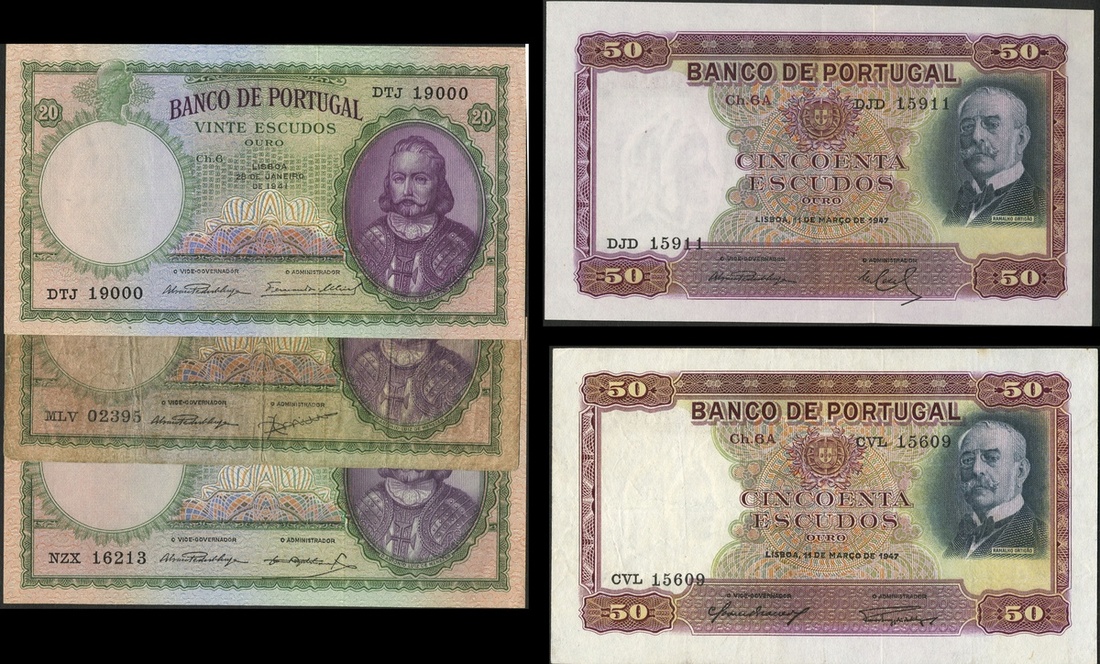 20
BANCO DE PORTUGAL
DTJ 19000
20
VINTE ESCUDOS
OURO
Ch.6
LISBOA
28 DE JANEIRO
DE 1941
O VICE-GOVERNADOR
O ADMINISTRADOR
DTJ 19000
O VICE-GOVERNADOR
O ADMINISTRADOR
MLV 02395
O VICE-GOVERNADOR
O ADMINISTRADOR
NZX 16213
50
50
BANCO DE PORTUGAL
Ch.6A
DJD 15911
CINCOENTA
ESCUDOS
OURO
RAMALHO ORTIGÃO
LISBOA, 11 DE MARÇO DE 1947
DJD 15911
O VICE-GOVERNADOR
O ADMINISTRADOR
50
50
50
50
BANCO DE PORTUGAL
Ch.6A
CVL 15609
CINCOENTA
ESCUDOS
OURO
RAMALHO ORTIGÃO
LISBOA, 11 DE MARÇO DE 1947
CVL 15609
O VICE-GOVERNADOR
O ADMINISTRADOR
50
50